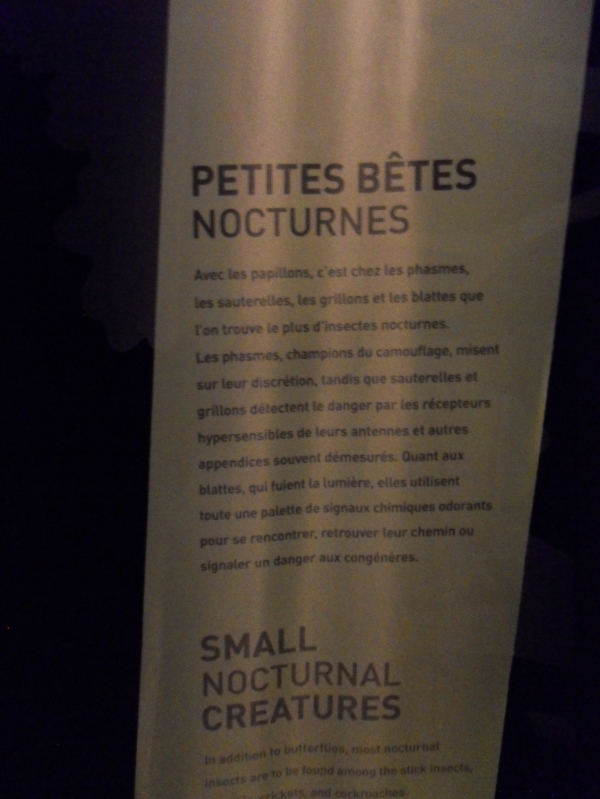 PETITES BÊTES
NOCTURNES
Avec les papillons, c'est chez les phasmes,
les sauterelles, les grillons et les blattes que
l'on trouve le plus d'insectes nocturnes.
Les phasmes, champions du camouflage, misent
sur leur discrétion, tandis que sauterelles et
grillons détectent le danger par les récepteurs
hypersensibles de leurs antennes et autres
appendices souvent démesurés. Quant aux
blattes, qui fuient la lumière, elles utilisent
toute une palette de signaux chimiques odorants
pour se rencontrer, retrouver leur chemin ou
signaler un danger aux congénères.
SMALL
NOCTURNAL
CREATURES
In addition to butterflies, most nocturnal
insects are to be found among the stick insects,
crickets, and cockroaches.